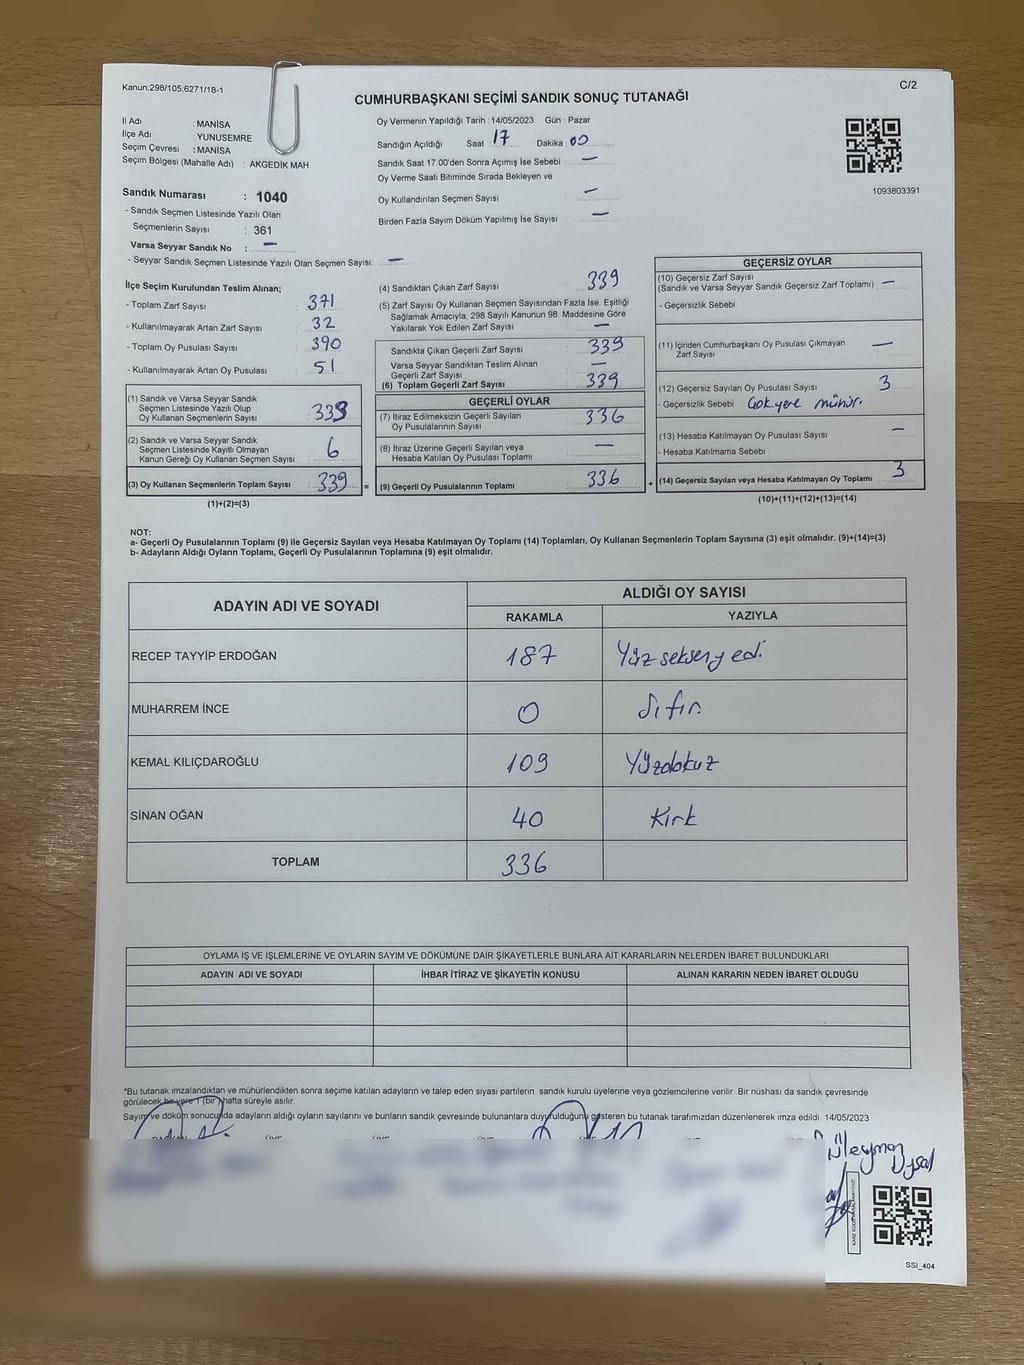 Kanun;298/105;6271/18-1
C/2
CUMHURBAŞKANI SEÇİMİ SANDIK SONUÇ TUTANAĞI
İl Adı : MANİSA
İlçe Adı : YUNUSEMRE
Seçim Çevresi : MANİSA
Seçim Bölgesi (Mahalle Adı) : AKGEDİK MAH
Sandık Numarası : 1040
- Sandık Seçmen Listesinde Yazılı Olan
Seçmenlerin Sayısı : 361
Varsa Seyyar Sandık No : —
- Seyyar Sandık Seçmen Listesinde Yazılı Olan Seçmen Sayısı: —
Oy Vermenin Yapıldığı Tarih : 14/05/2023 Gün : Pazar
Sandığın Açıldığı Saat 17 Dakika 00
Sandık Saat 17.00'den Sonra Açımış İse Sebebi : —
Oy Verme Saati Bitiminde Sırada Bekleyen ve
Oy Kullandırılan Seçmen Sayısı : —
Birden Fazla Sayım Döküm Yapılmış İse Sayısı : —
1093803391
İlçe Seçim Kurulundan Teslim Alınan;
- Toplam Zarf Sayısı : 371
- Kullanılmayarak Artan Zarf Sayısı : 32
- Toplam Oy Pusulası Sayısı : 390
- Kullanılmayarak Artan Oy Pusulası : 51
(1) Sandık ve Varsa Seyyar Sandık
Seçmen Listesinde Yazılı Olup
Oy Kullanan Seçmenlerin Sayısı : 333
(2) Sandık ve Varsa Seyyar Sandık
Seçmen Listesinde Kayıtlı Olmayan
Kanun Gereği Oy Kullanan Seçmen Sayısı : 6
(3) Oy Kullanan Seçmenlerin Toplam Sayısı : 339 =
(1)+(2)=(3)
(4) Sandıktan Çıkan Zarf Sayısı : 339
(5) Zarf Sayısı Oy Kullanan Seçmen Sayısından Fazla İse, Eşitliği
Sağlamak Amacıyla, 298 Sayılı Kanunun 98. Maddesine Göre
Yakılarak Yok Edilen Zarf Sayısı : —
Sandıkta Çıkan Geçerli Zarf Sayısı : 339
Varsa Seyyar Sandıktan Teslim Alınan
Geçerli Zarf Sayısı : —
(6) Toplam Geçerli Zarf Sayısı : 339
GEÇERLİ OYLAR
(7) İtiraz Edilmeksizin Geçerli Sayılan
Oy Pusulalarının Sayısı : 336
(8) İtiraz Üzerine Geçerli Sayılan veya
Hesaba Katılan Oy Pusulası Toplamı : —
(9) Geçerli Oy Pusulalarının Toplamı : 336 +
GEÇERSİZ OYLAR
(10) Geçersiz Zarf Sayısı
(Sandık ve Varsa Seyyar Sandık Geçersiz Zarf Toplamı) : —
- Geçersizlik Sebebi :
(11) İçinden Cumhurbaşkanı Oy Pusulası Çıkmayan
Zarf Sayısı : —
(12) Geçersiz Sayılan Oy Pusulası Sayısı : 3
- Geçersizlik Sebebi Çok yere mühür.
(13) Hesaba Katılmayan Oy Pusulası Sayısı : —
- Hesaba Katılmama Sebebi
(14) Geçersiz Sayılan veya Hesaba Katılmayan Oy Toplamı : 3
(10)+(11)+(12)+(13)=(14)
NOT:
a- Geçerli Oy Pusulalarının Toplamı (9) ile Geçersiz Sayılan veya Hesaba Katılmayan Oy Toplamı (14) Toplamları, Oy Kullanan Seçmenlerin Toplam Sayısına (3) eşit olmalıdır. (9)+(14)=(3)
b- Adayların Aldığı Oyların Toplamı, Geçerli Oy Pusulalarının Toplamına (9) eşit olmalıdır.
ADAYIN ADI VE SOYADI
ALDIĞI OY SAYISI
RAKAMLA YAZIYLA
RECEP TAYYİP ERDOĞAN 187 Yüz seksen yedi.
MUHARREM İNCE 0 Sıfır
KEMAL KILIÇDAROĞLU 109 Yüzdokuz
SİNAN OĞAN 40 Kırk
TOPLAM 336
OYLAMA İŞ VE İŞLEMLERİNE VE OYLARIN SAYIM VE DÖKÜMÜNE DAİR ŞİKAYETLERLE BUNLARA AİT KARARLARIN NELERDEN İBARET BULUNDUKLARI
ADAYIN ADI VE SOYADI İHBAR İTİRAZ VE ŞİKAYETİN KONUSU ALINAN KARARIN NEDEN İBARET OLDUĞU
*Bu tutanak imzalandıktan ve mühürlendikten sonra seçime katılan adayların ve talep eden siyasi partilerin sandık kurulu üyelerine veya gözlemcilerine verilir. Bir nüshası da sandık çevresinde
görülecek bir yere 1 (bir) hafta süreyle asılır.
Sayım ve döküm sonucunda adayların aldığı oyların sayılarını ve bunların sandık çevresinde bulunanlara duyurulduğunu gösteren bu tutanak tarafımızdan düzenlenerek imza edildi. 14/05/2023
Süleyman
SSI_404